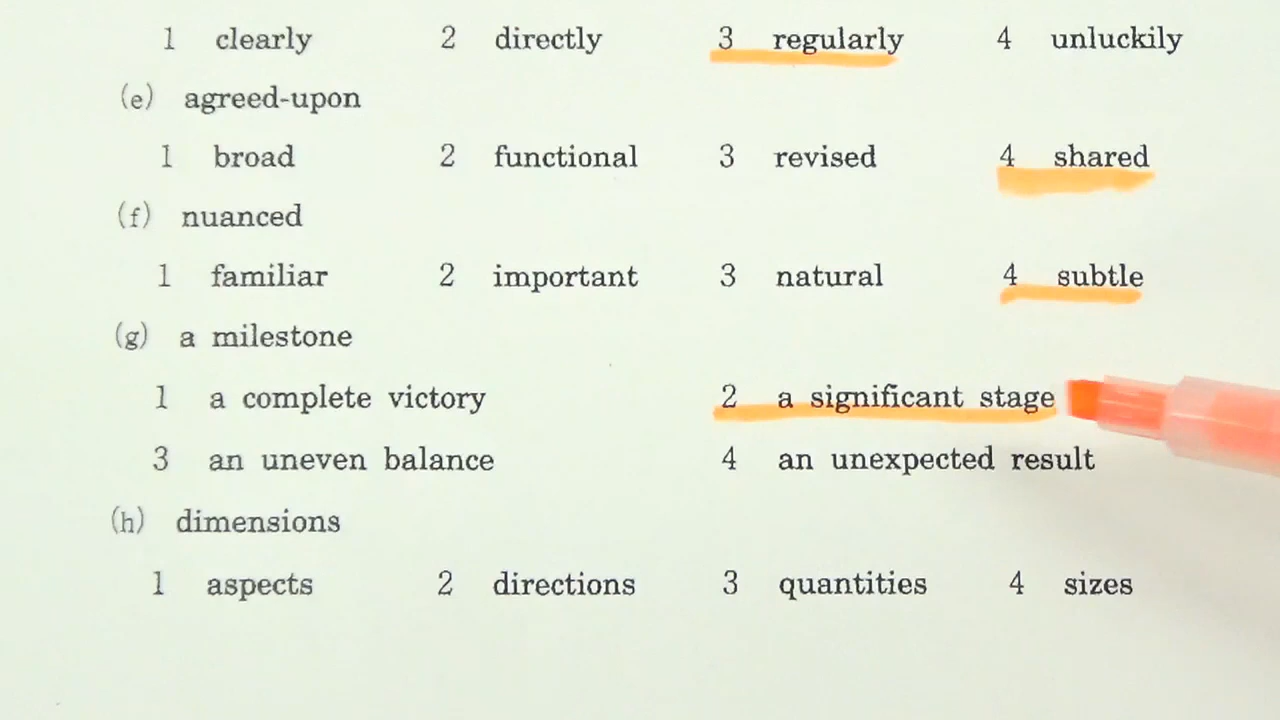 1 clearly 2 directly 3 regularly 4 unluckily
(e) agreed-upon
1 broad 2 functional 3 revised 4 shared
(f) nuanced
1 familiar 2 important 3 natural 4 subtle
(g) a milestone
1 a complete victory 2 a significant stage
3 an uneven balance 4 an unexpected result
(h) dimensions
1 aspects 2 directions 3 quantities 4 sizes